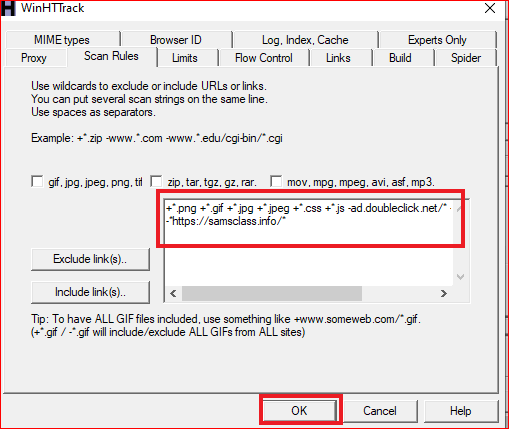 WinHTTrack
MIME types Browser ID Log, Index, Cache Experts Only
Proxy Scan Rules Limits Flow Control Links Build Spider
Use wildcards to exclude or include URLs or links.
You can put several scan strings on the same line.
Use spaces as separators.
Example: +*.zip -www.*.com -www.*.edu/cgi-bin/*.cgi
gif, jpg, jpeg, png, tif zip, tar, tgz, gz, rar. mov, mpg, mpeg, avi, asf, mp3.
+*.png +*.gif +*.jpg +*.jpeg +*.css +*.js -ad.doubleclick.net/* -
-*https://samsclass.info/*
Exclude link(s)..
Include link(s)..
Tip: To have ALL GIF files included, use something like +www.someweb.com/*.gif.
(+*.gif / -*.gif will include/exclude ALL GIFs from ALL sites)
OK Cancel Help